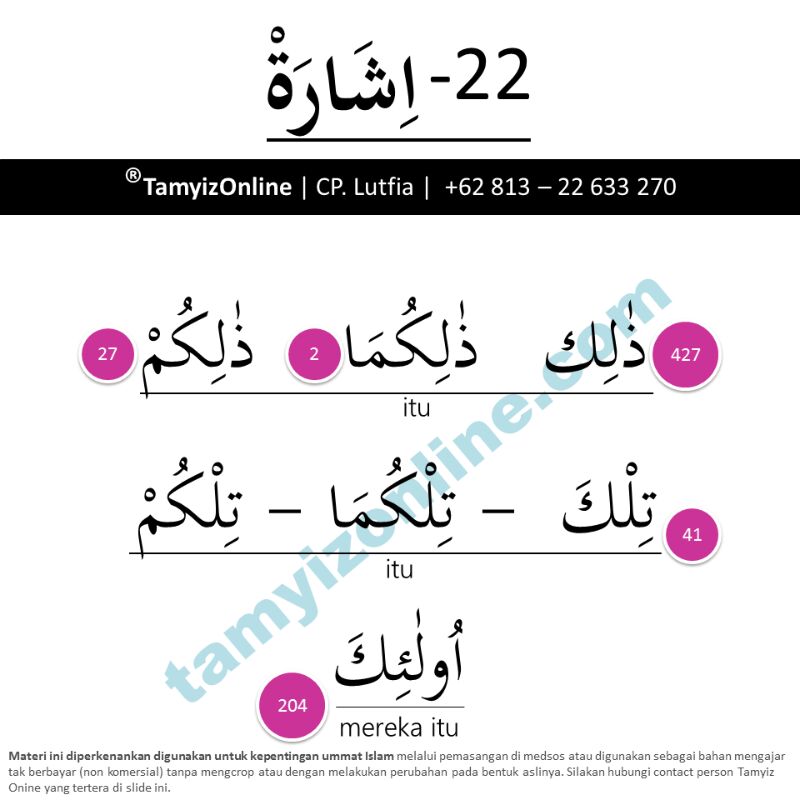 22- اِشَارَةْ
®TamyizOnline | CP. Lutfia | +62 813 – 22 633 270
427 ذٰلِكَ ذٰلِكُمَا 2 ذٰلِكُمْ 27
itu
41 تِلْكَ – تِلْكُمَا – تِلْكُمْ
itu
اُولٰئِكَ
204
mereka itu
tamyizonline.com
Materi ini diperkenankan digunakan untuk kepentingan ummat Islam melalui pemasangan di medsos atau digunakan sebagai bahan mengajar
tak berbayar (non komersial) tanpa mengcrop atau dengan melakukan perubahan pada bentuk aslinya. Silakan hubungi contact person Tamyiz
Onine yang tertera di slide ini.